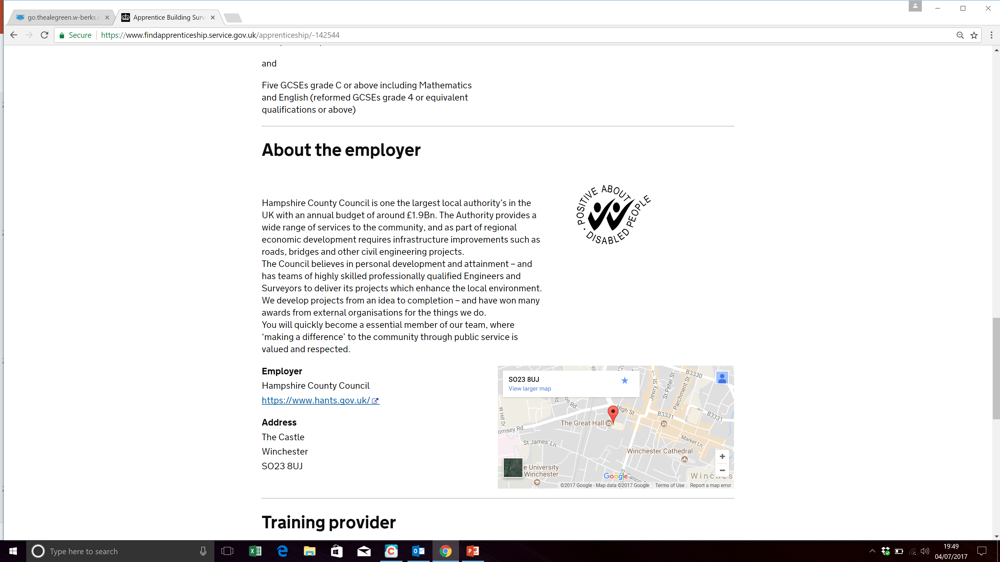 go.thealegreen.w-berks.s
Apprentice Building Surv
Secure
https://www.findapprenticeship.service.gov.uk/apprenticeship/-142544
and
Five GCSEs grade C or above including Mathematics
and English (reformed GCSEs grade 4 or equivalent
qualifications or above)
About the employer
POSITIVE ABOUT DISABLED PEOPLE
Hampshire County Council is one the largest local authority’s in the
UK with an annual budget of around £1.9Bn. The Authority provides a
wide range of services to the community, and as part of regional
economic development requires infrastructure improvements such as
roads, bridges and other civil engineering projects.
The Council believes in personal development and attainment – and
has teams of highly skilled professionally qualified Engineers and
Surveyors to deliver its projects which enhance the local environment.
We develop projects from an idea to completion – and have won many
awards from external organisations for the things we do.
You will quickly become a essential member of our team, where
‘making a difference’ to the community through public service is
valued and respected.
Employer
Hampshire County Council
https://www.hants.gov.uk/
Address
The Castle
Winchester
SO23 8UJ
SO23 8UJ
View larger map
B3330
Jewry St
St Peter St
Parchment St
on Rd
Rd
High St
W Hill Dr
B3331
B3331
The Great Hall
omsey Rd
St James' Ln
Market Ln
Winchester Cathedral
e University
Winchester
Google
Canon
Winches
©2017 Google - Map data ©2017 Google
Terms of Use
Report a map error
Training provider
Type here to search
19:49
04/07/2017